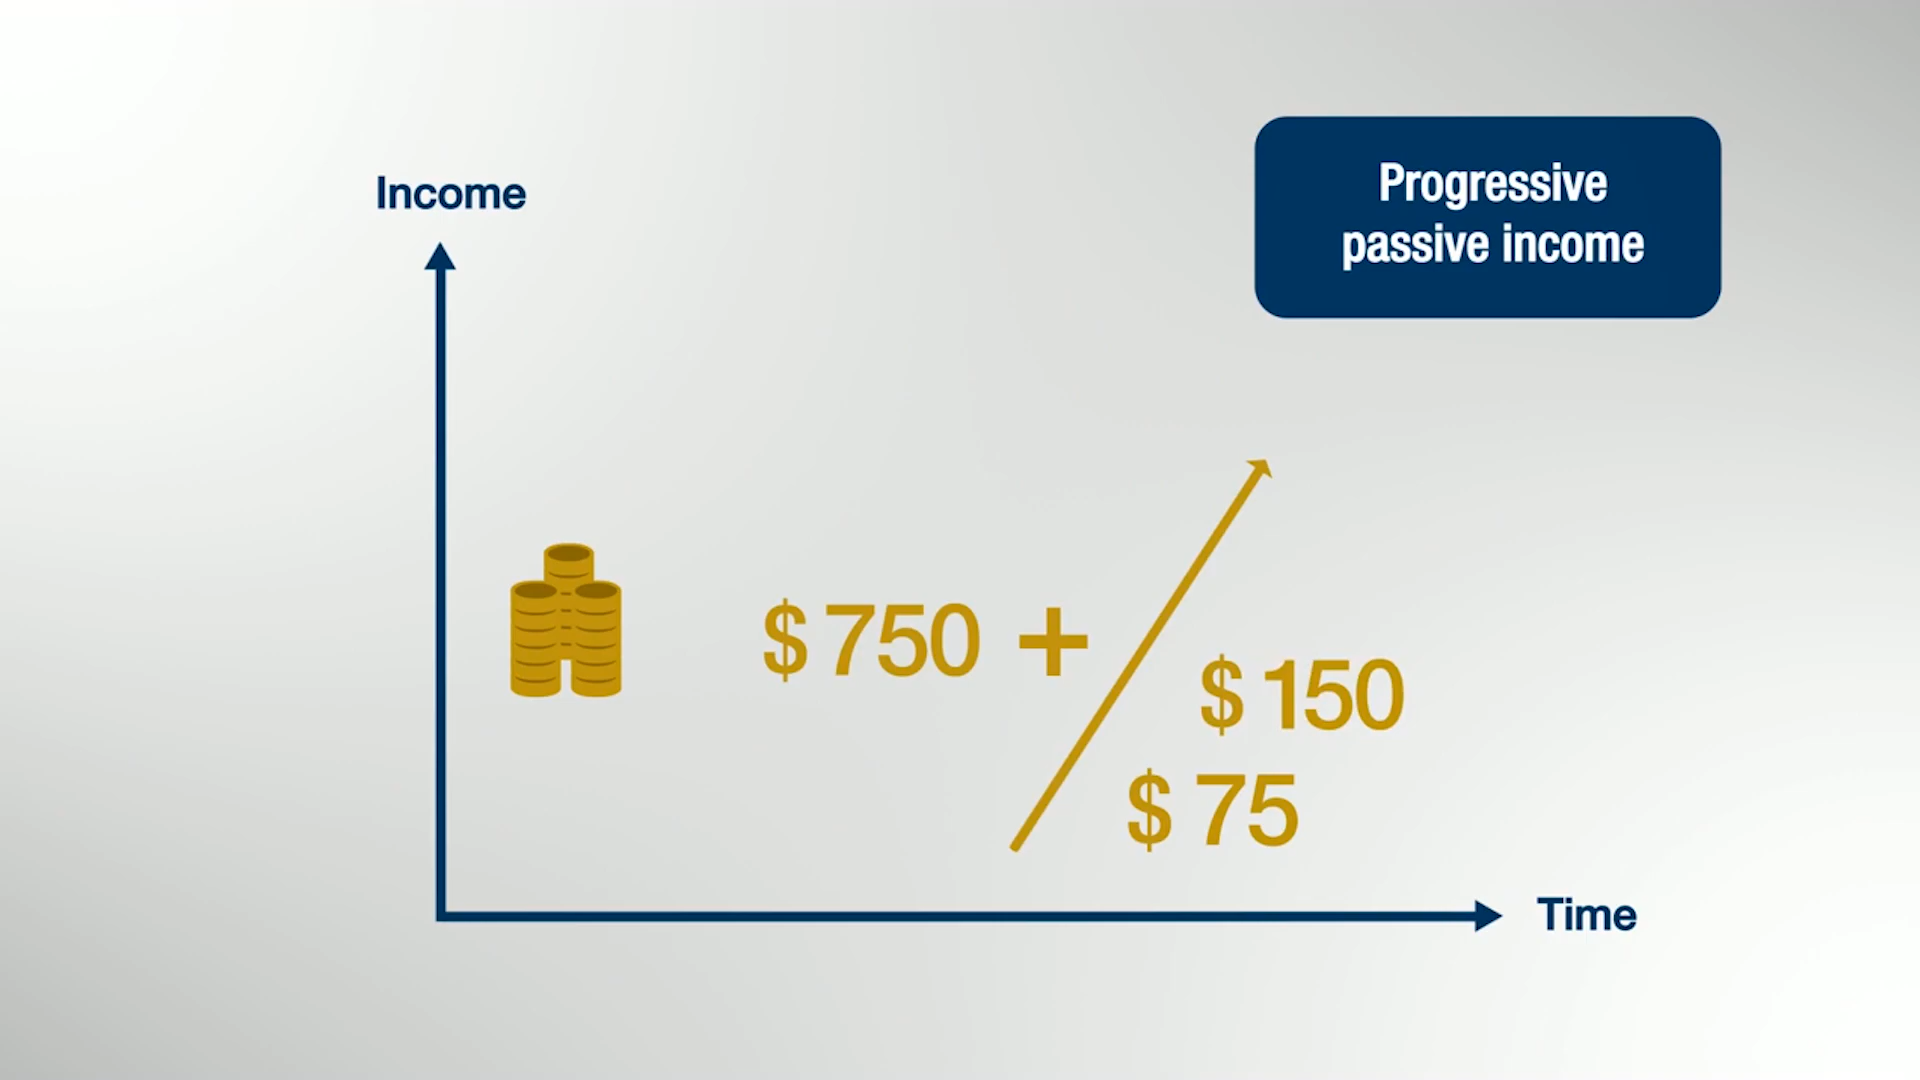 Progressive
passive income
Income
$ 750 +
$ 150
$ 75
Time